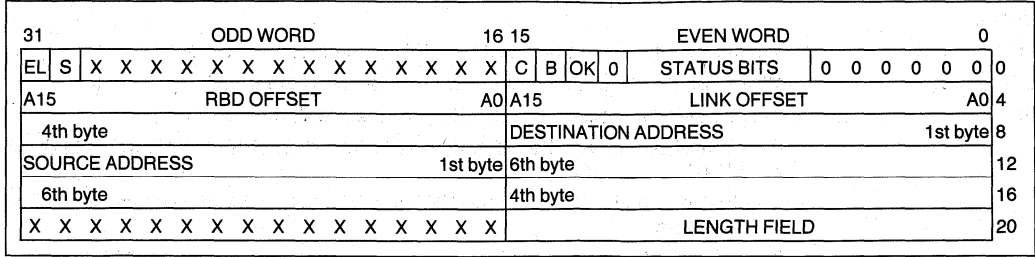 31 ODD WORD 16 15 EVEN WORD 0
EL S X X X X X X X X X X X X X X C B OK 0 STATUS BITS 0 0 0 0 0 0 0
A15 RBD OFFSET A0 A15 LINK OFFSET A0 4
4th byte DESTINATION ADDRESS 1st byte 8
SOURCE ADDRESS 1st byte 6th byte 12
6th byte 4th byte 16
X X X X X X X X X X X X X X X X LENGTH FIELD 20